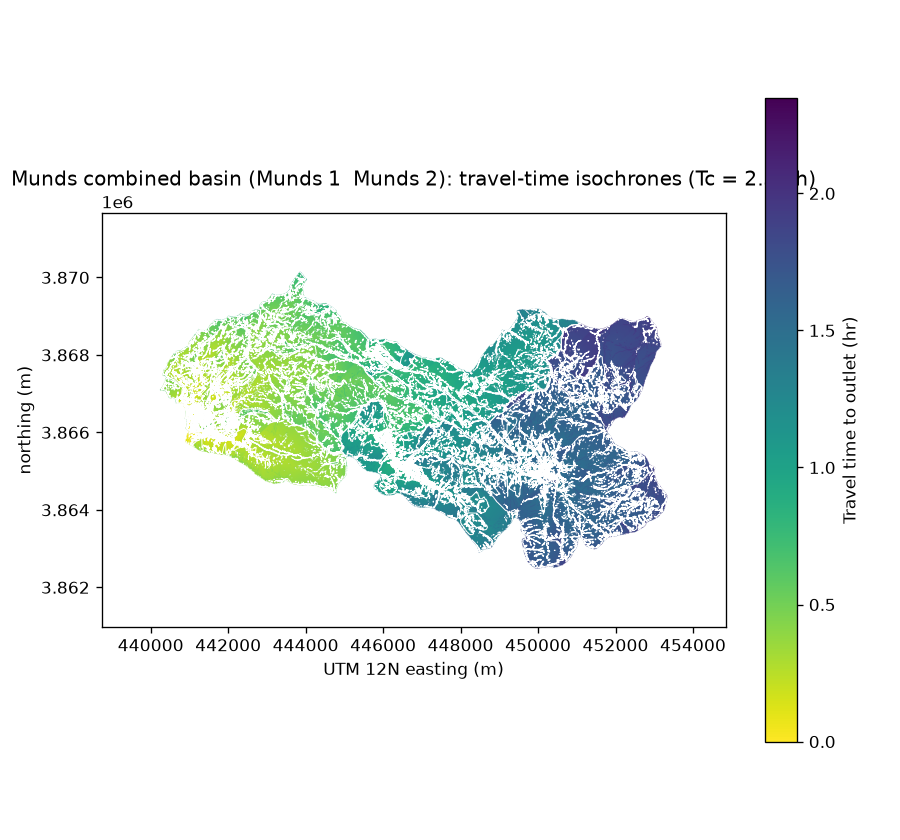 Munds combined basin (Munds 1 Munds 2): travel-time isochrones (Tc = 2. h)
1e6
3.870
3.868
3.866
3.864
3.862
northing (m)
440000 442000 444000 446000 448000 450000 452000 454000
UTM 12N easting (m)
2.0
1.5
1.0
0.5
0.0
Travel time to outlet (hr)